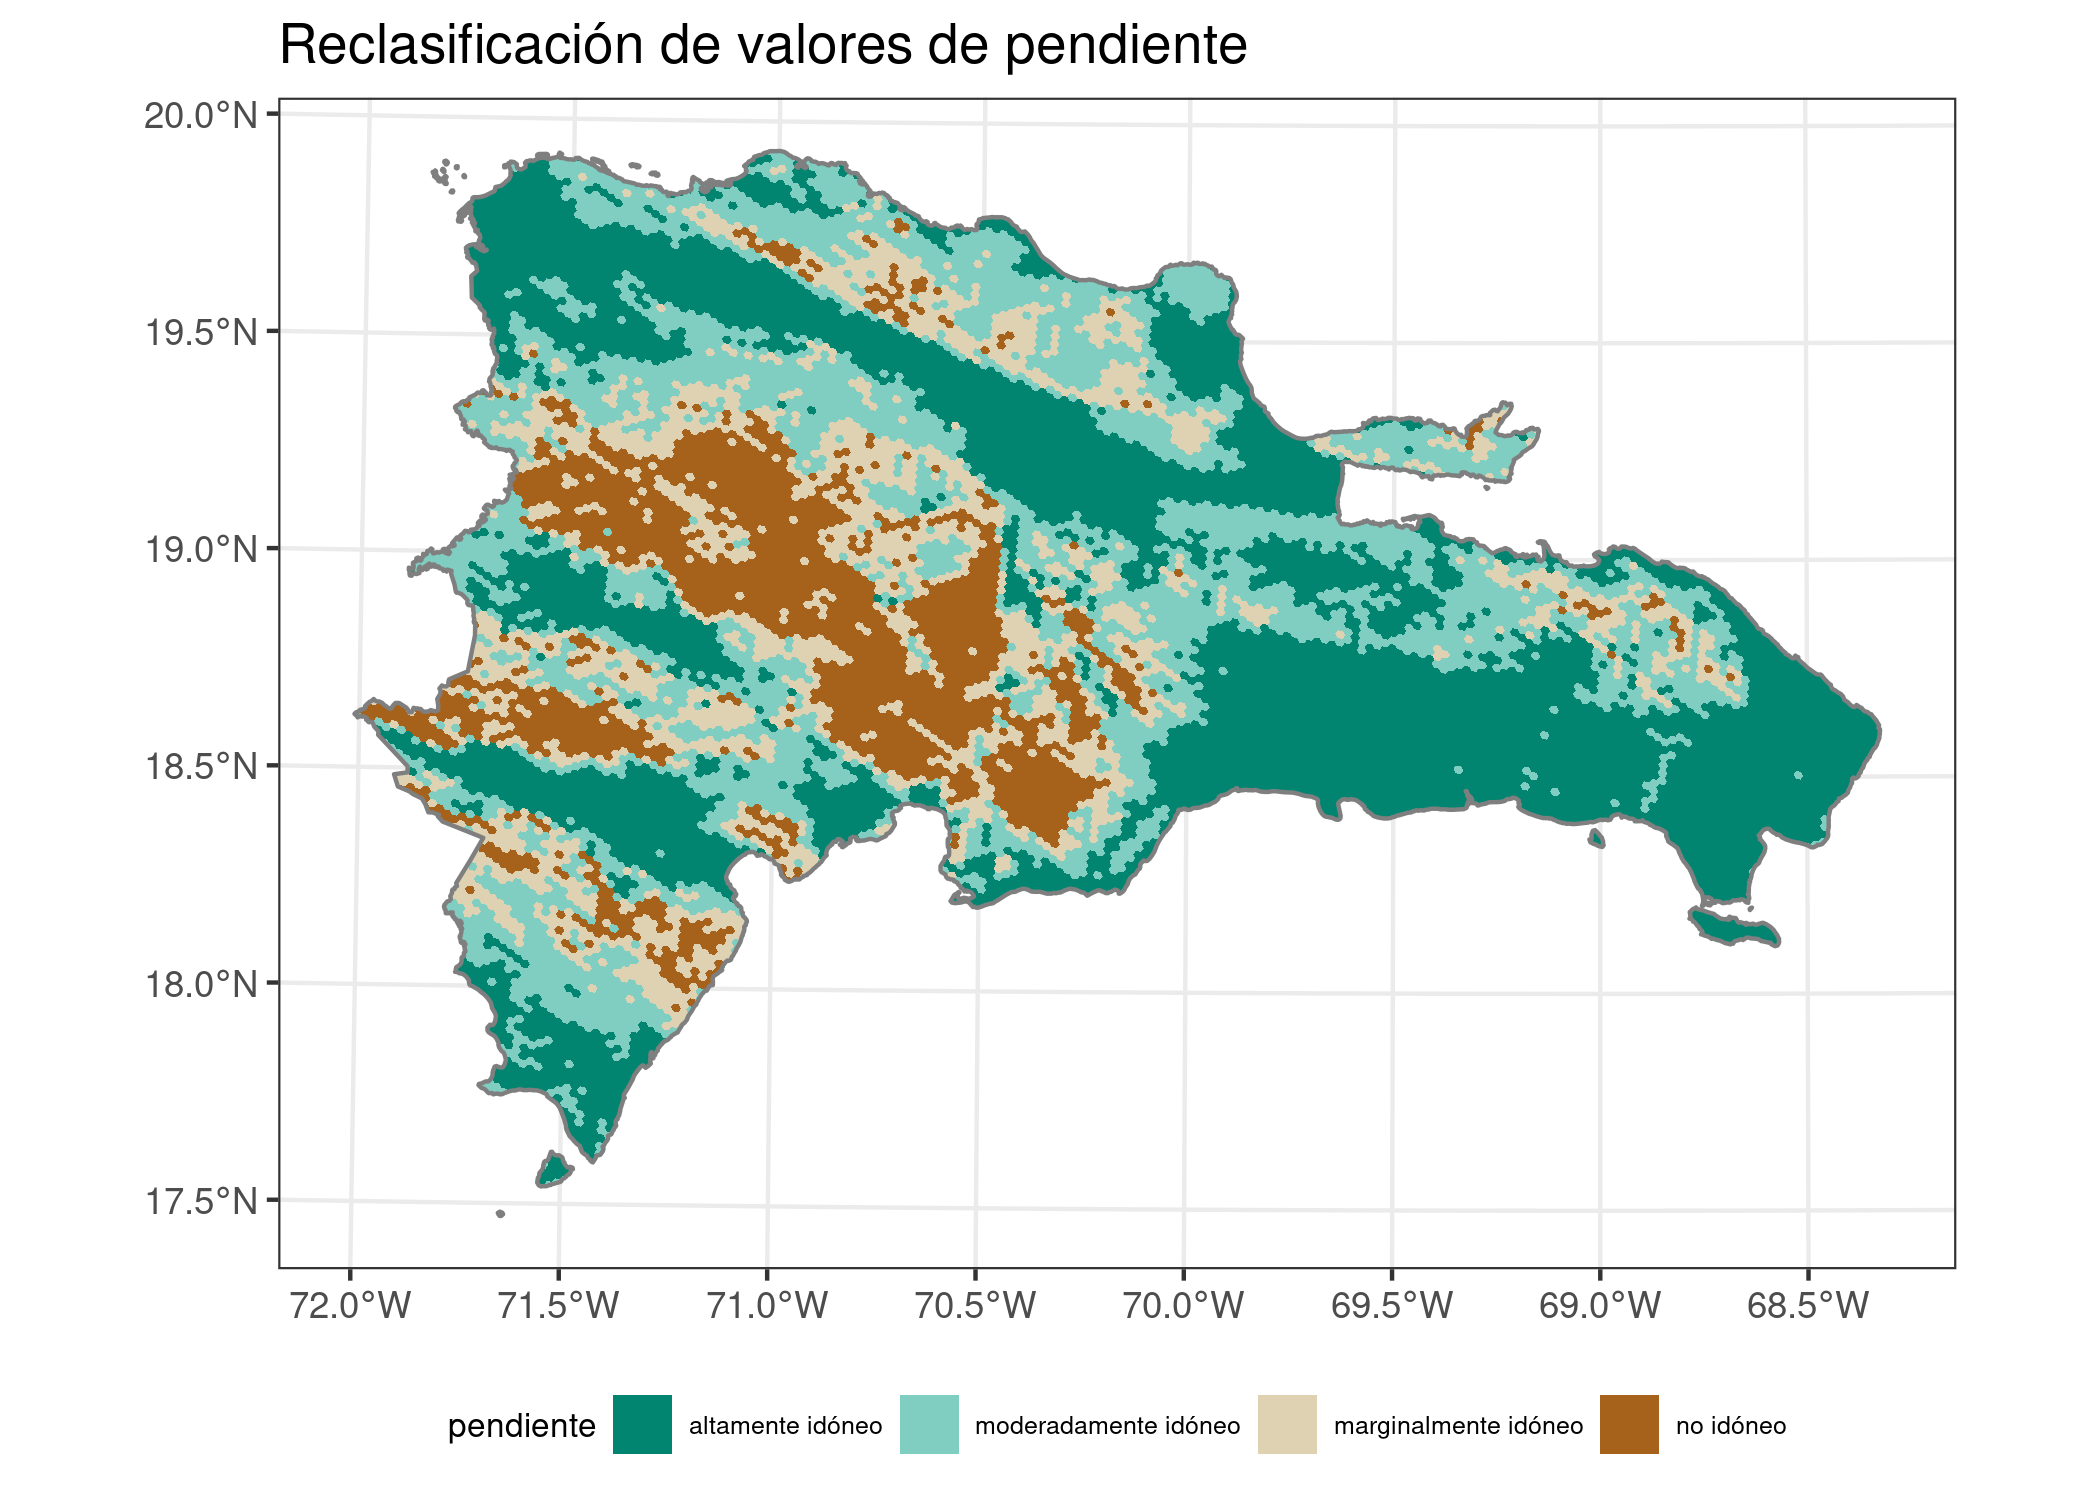 Reclasificación de valores de pendiente
20.0°N
19.5°N
19.0°N
18.5°N
18.0°N
17.5°N
72.0°W 71.5°W 71.0°W 70.5°W 70.0°W 69.5°W 69.0°W 68.5°W
pendiente altamente idóneo moderadamente idóneo marginalmente idóneo no idóneo